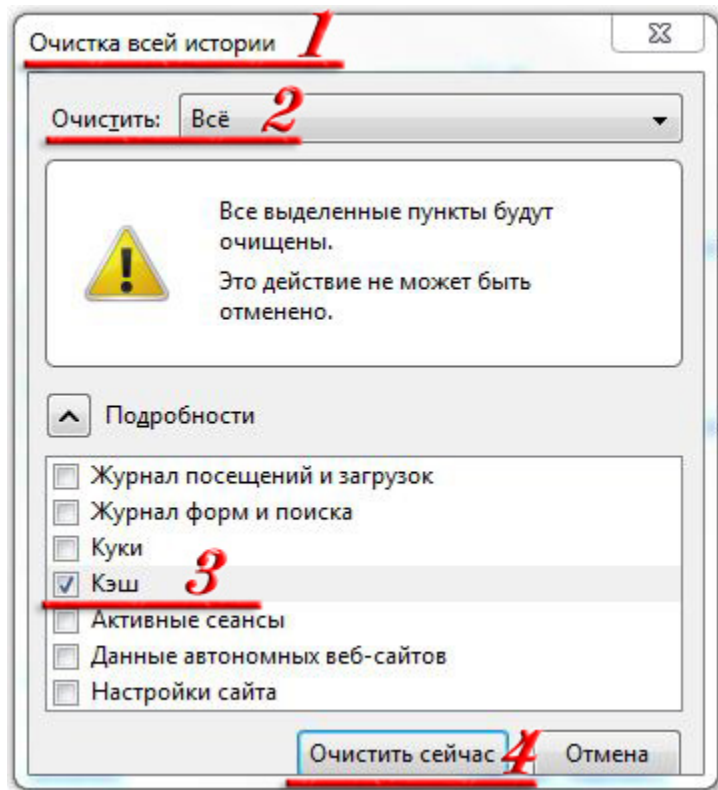 Очистка всей истории 1
Очистить: Всё 2
Все выделенные пункты будут
очищены.
Это действие не может быть
отменено.
Подробности
Журнал посещений и загрузок
Журнал форм и поиска
Куки
Кэш 3
Активные сеансы
Данные автономных веб-сайтов
Настройки сайта
Очистить сейчас 4 Отмена